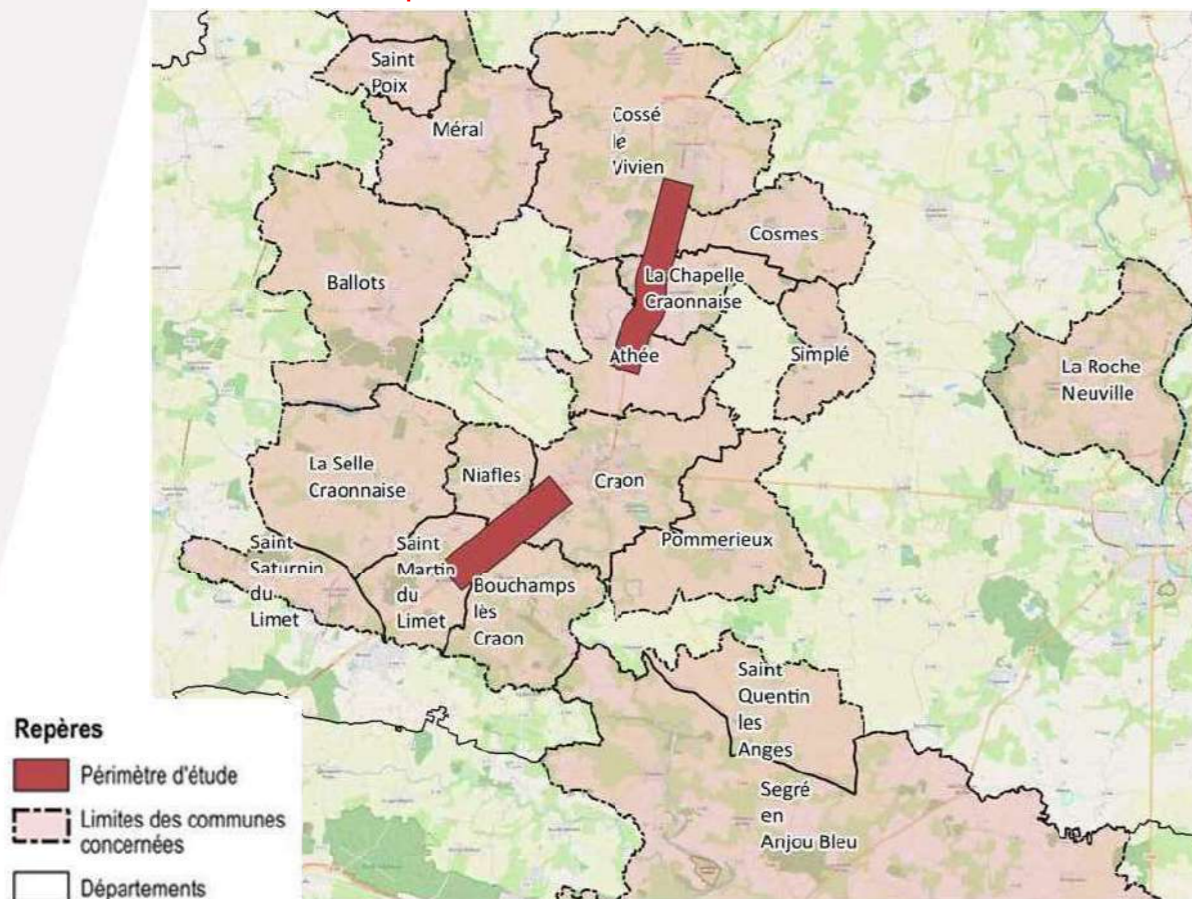 Saint
Poix
Méral
Cossé
le
Vivien
Cosmes
Ballots
La Chapelle
Craonnaise
Athée
Simplé
La Roche
Neuville
La Selle
Craonnaise
Niafles
Craon
Pommerieux
Saint
Saturnin
du
Limet
Saint
Martin
du
Limet
Bouchamps
lès
Craon
Saint
Quentin
les
Anges
Segré
en
Anjou Bleu
Repères
Périmètre d'étude
Limites des communes
concernées
Départements